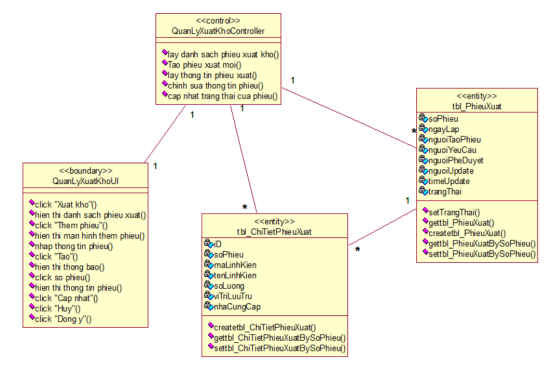 <<control>>
QuanLyXuatKhoController
lay danh sach phieu xuat kho()
Tao phieu xuat moi()
lay thong tin phieu xuat()
chinh sua thong tin phieu()
cap nhat trang thai cua phieu()
1
1
1
1
*
*
1
*
<<boundary>>
QuanLyXuatKhoUI
click "Xuat kho"()
hien thi danh sach phieu xuat()
click "Them phieu"()
hien thi man hinh them phieu()
nhap thong tin phieu()
click "Tao"()
hien thi thong bao()
click so phieu()
hien thi thong tin phieu()
click "Cap nhat"()
click "Huy"()
click "Dong y"()
<<entity>>
tbl_ChiTietPhieuXuat
iD
soPhieu
maLinhKien
tenLinhKien
soLuong
viTriLuuTru
nhaCungCap
createtbl_ChiTietPhieuXuat()
gettbl_ChiTietPhieuXuatBySoPhieu()
settbl_ChiTietPhieuXuatBySoPhieu()
<<entity>>
tbl_PhieuXuat
soPhieu
ngayLap
nguoiTaoPhieu
nguoiYeuCau
nguoiPheDuyet
nguoiUpdate
timeUpdate
trangThai
setTrangThai()
gettbl_PhieuXuat()
createtbl_PhieuXuat()
gettbl_PhieuXuatBySoPhieu()
settbl_PhieuXuatBySoPhieu()